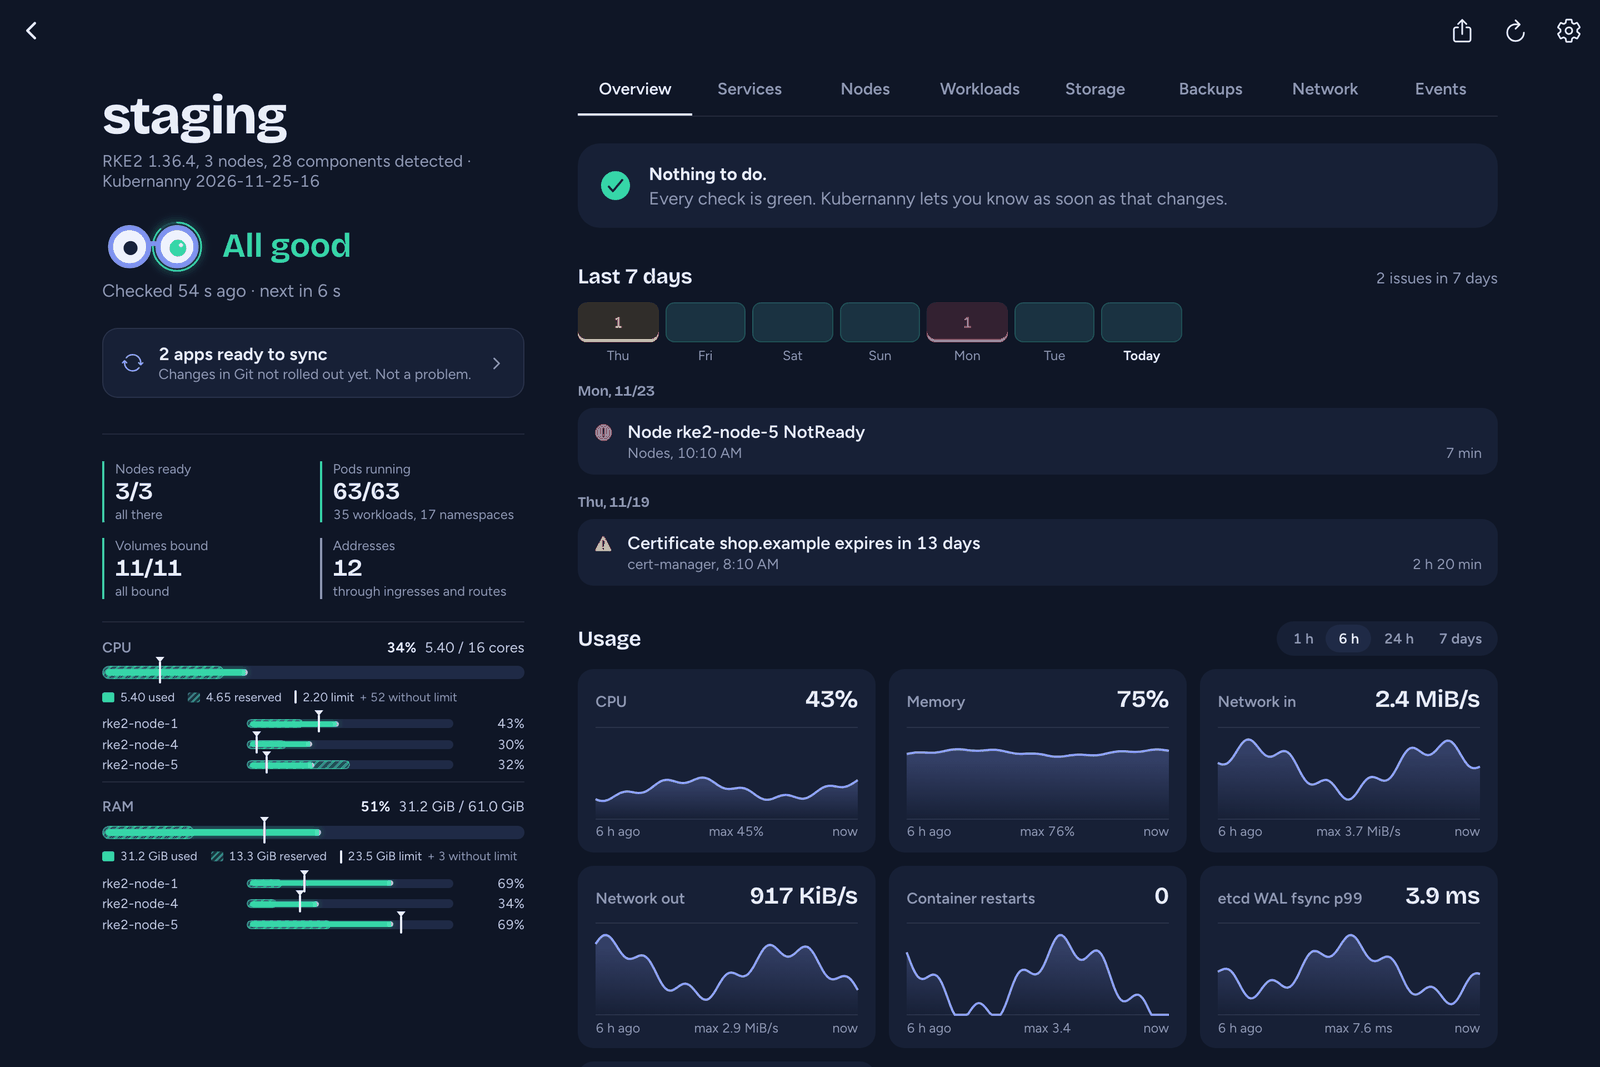 staging
RKE2 1.36.4, 3 nodes, 28 components detected ·
Kubernanny 2026-11-25-16
All good
Checked 54 s ago · next in 6 s
2 apps ready to sync
Changes in Git not rolled out yet. Not a problem.
Nodes ready
3/3
all there
Pods running
63/63
35 workloads, 17 namespaces
Volumes bound
11/11
all bound
Addresses
12
through ingresses and routes
CPU 34% 5.40 / 16 cores
5.40 used 4.65 reserved 2.20 limit + 52 without limit
rke2-node-1 43%
rke2-node-4 30%
rke2-node-5 32%
RAM 51% 31.2 GiB / 61.0 GiB
31.2 GiB used 13.3 GiB reserved 23.5 GiB limit + 3 without limit
rke2-node-1 69%
rke2-node-4 34%
rke2-node-5 69%
Overview Services Nodes Workloads Storage Backups Network Events
Nothing to do.
Every check is green. Kubernanny lets you know as soon as that changes.
Last 7 days 2 issues in 7 days
1 1
Thu Fri Sat Sun Mon Tue Today
Mon, 11/23
Node rke2-node-5 NotReady
Nodes, 10:10 AM 7 min
Thu, 11/19
Certificate shop.example expires in 13 days
cert-manager, 8:10 AM 2 h 20 min
Usage 1 h 6 h 24 h 7 days
CPU 43%
6 h ago max 45% now
Memory 75%
6 h ago max 76% now
Network in 2.4 MiB/s
6 h ago max 3.7 MiB/s now
Network out 917 KiB/s
6 h ago max 2.9 MiB/s now
Container restarts 0
6 h ago max 3.4 now
etcd WAL fsync p99 3.9 ms
6 h ago max 7.6 ms now